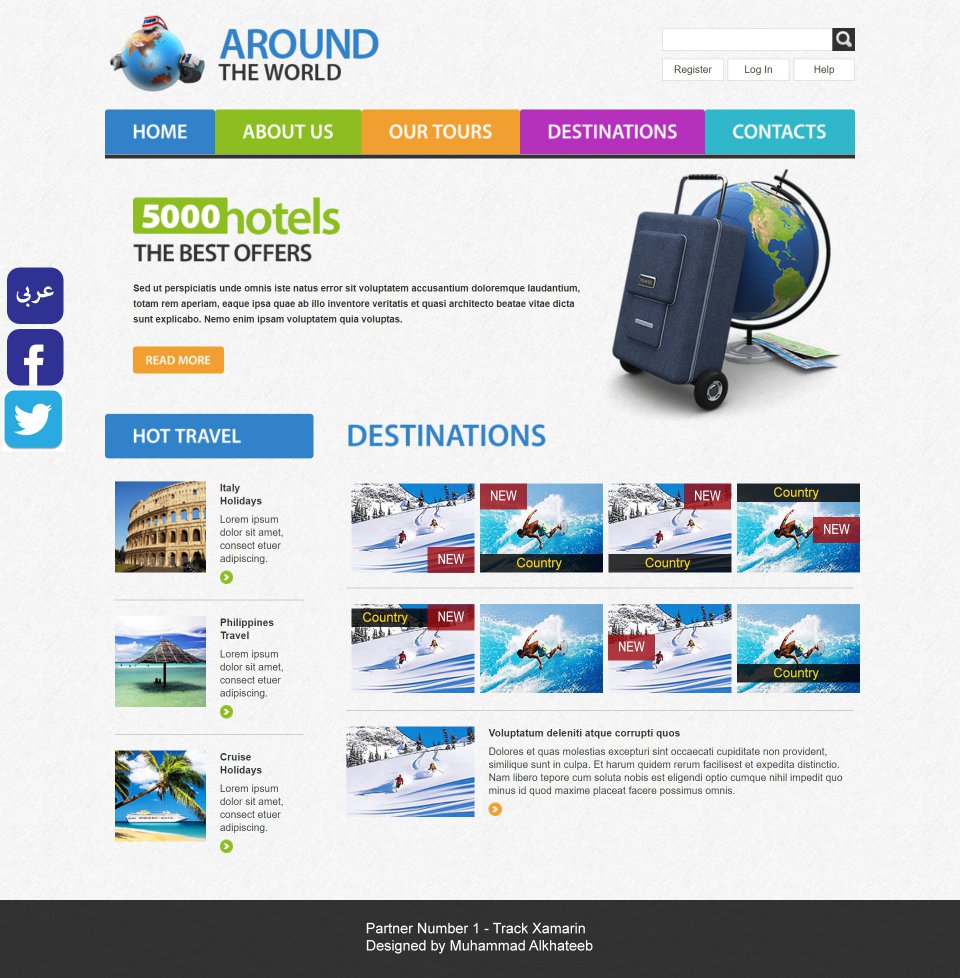 AROUND
THE WORLD
Register
Log In
Help
HOME
ABOUT US
OUR TOURS
DESTINATIONS
CONTACTS
5000 hotels
THE BEST OFFERS
Sed ut perspiciatis unde omnis iste natus error sit voluptatem accusantium doloremque laudantium,
totam rem aperiam, eaque ipsa quae ab illo inventore veritatis et quasi architecto beatae vitae dicta
sunt explicabo. Nemo enim ipsam voluptatem quia voluptas.
READ MORE
TRAVEL
عربى
f
HOT TRAVEL
Italy
Holidays
Lorem ipsum
dolor sit amet,
consect etuer
adipiscing.
Philippines
Travel
Lorem ipsum
dolor sit amet,
consect etuer
adipiscing.
Cruise
Holidays
Lorem ipsum
dolor sit amet,
consect etuer
adipiscing.
DESTINATIONS
NEW
NEW
Country
NEW
Country
Country
NEW
Country
NEW
NEW
Country
Voluptatum deleniti atque corrupti quos
Dolores et quas molestias excepturi sint occaecati cupiditate non provident,
similique sunt in culpa. Et harum quidem rerum facilisest et expedita distinctio.
Nam libero tepore cum soluta nobis est eligendi optio cumque nihil impedit quo
minus id quod maxime placeat facere possimus omnis.
Partner Number 1 - Track Xamarin
Designed by Muhammad Alkhateeb